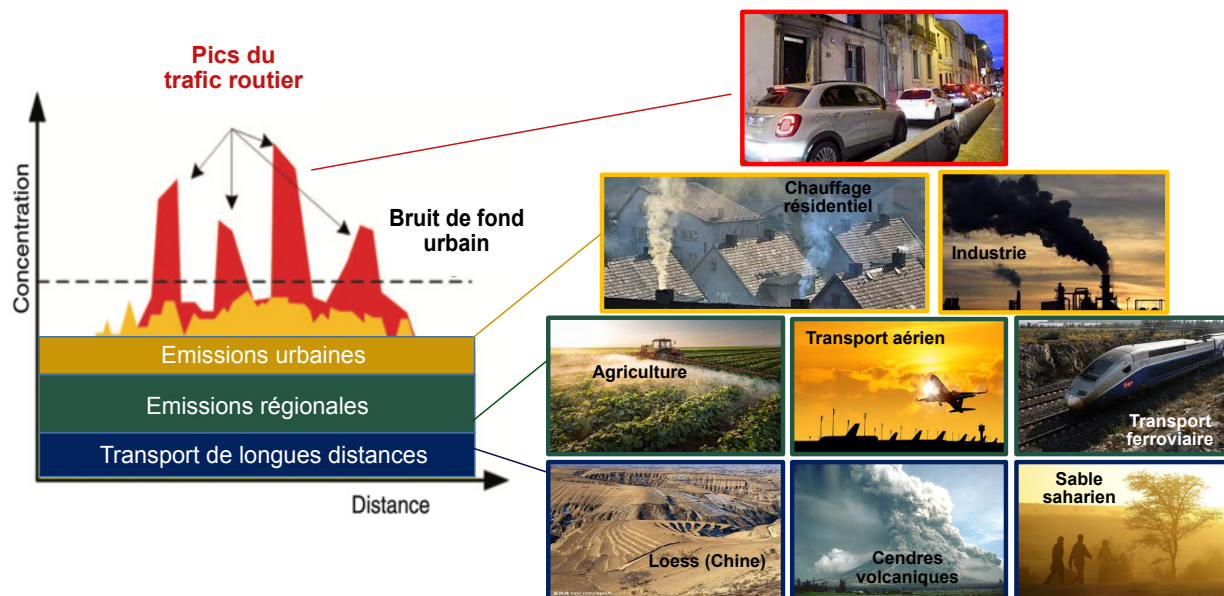 Pics du
trafic routier
Concentration
Bruit de fond
urbain
Emissions urbaines
Emissions régionales
Transport de longues distances
Distance
Chauffage
résidentiel
Industrie
Agriculture
Transport aérien
Transport
ferroviaire
Loess (Chine)
Cendres
volcaniques
Sable
saharien